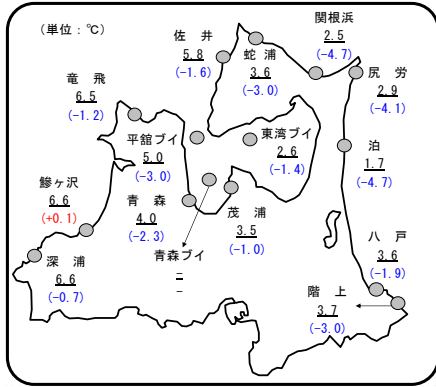 （単位：℃）
関根浜
2.5
(−4.7)
佐井
5.8
(−1.6)
蛇浦
3.6
(−3.0)
尻労
2.9
(−4.1)
竜飛
6.5
(−1.2)
平舘ブイ
5.0
(−3.0)
東湾ブイ
2.6
(−1.4)
泊
1.7
(−4.7)
鰺ヶ沢
6.6
(+0.1)
青森
4.0
(−2.3)
茂浦
3.5
(−1.0)
青森ブイ
−
−
深浦
6.6
(−0.7)
八戸
3.6
(−1.9)
階上
3.7
(−3.0)